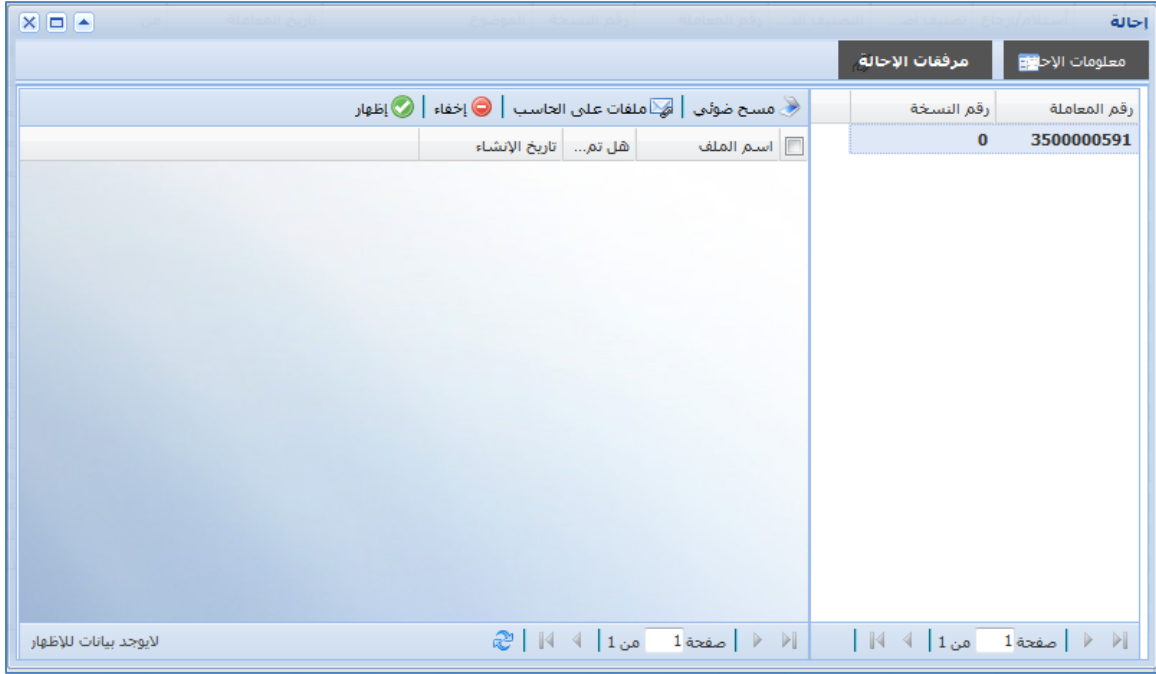 إحالة
معلومات الإحا مرفقات الإحالة
رقم المعاملة رقم النسخة
3500000591 0
مسح ضوئي ملفات على الحاسب إخفاء إظهار
اسم الملف هل تم... تاريخ الإنشاء
صفحة 1 من 1
صفحة 1 من 1
لايوجد بيانات للإظهار